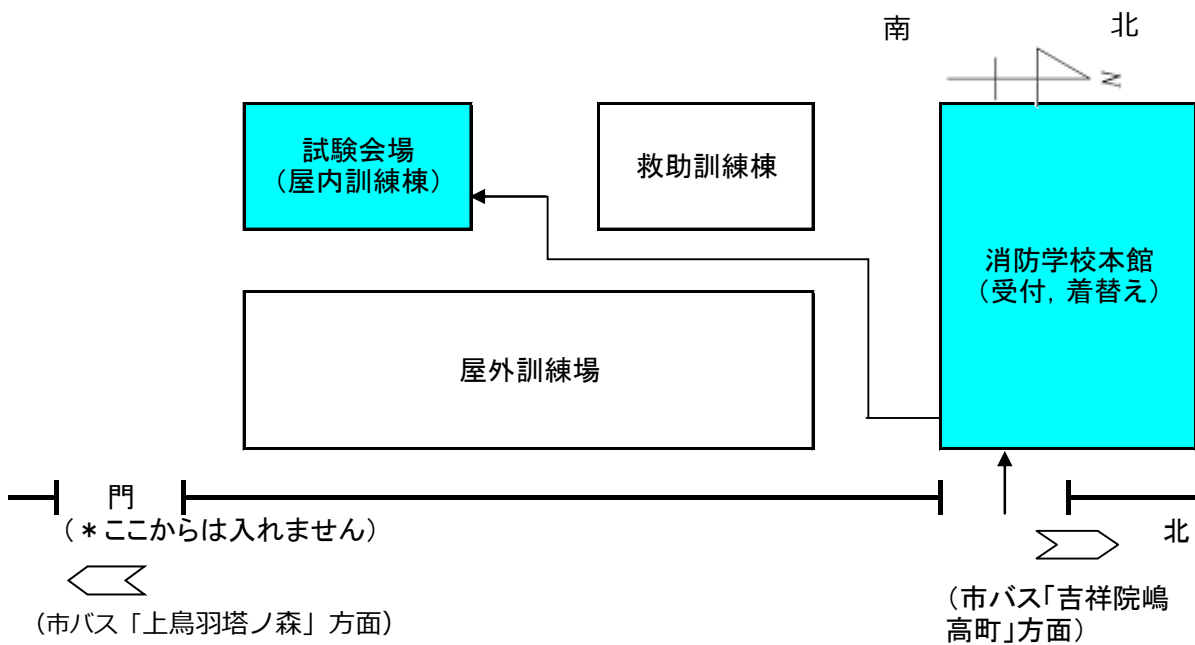 南 北
N
試験会場
（屋内訓練棟）
救助訓練棟
消防学校本館
（受付，着替え）
屋外訓練場
門
（＊ここからは入れません）
北
（市バス「上鳥羽塔ノ森」方面）
（市バス「吉祥院嶋
高町」方面）